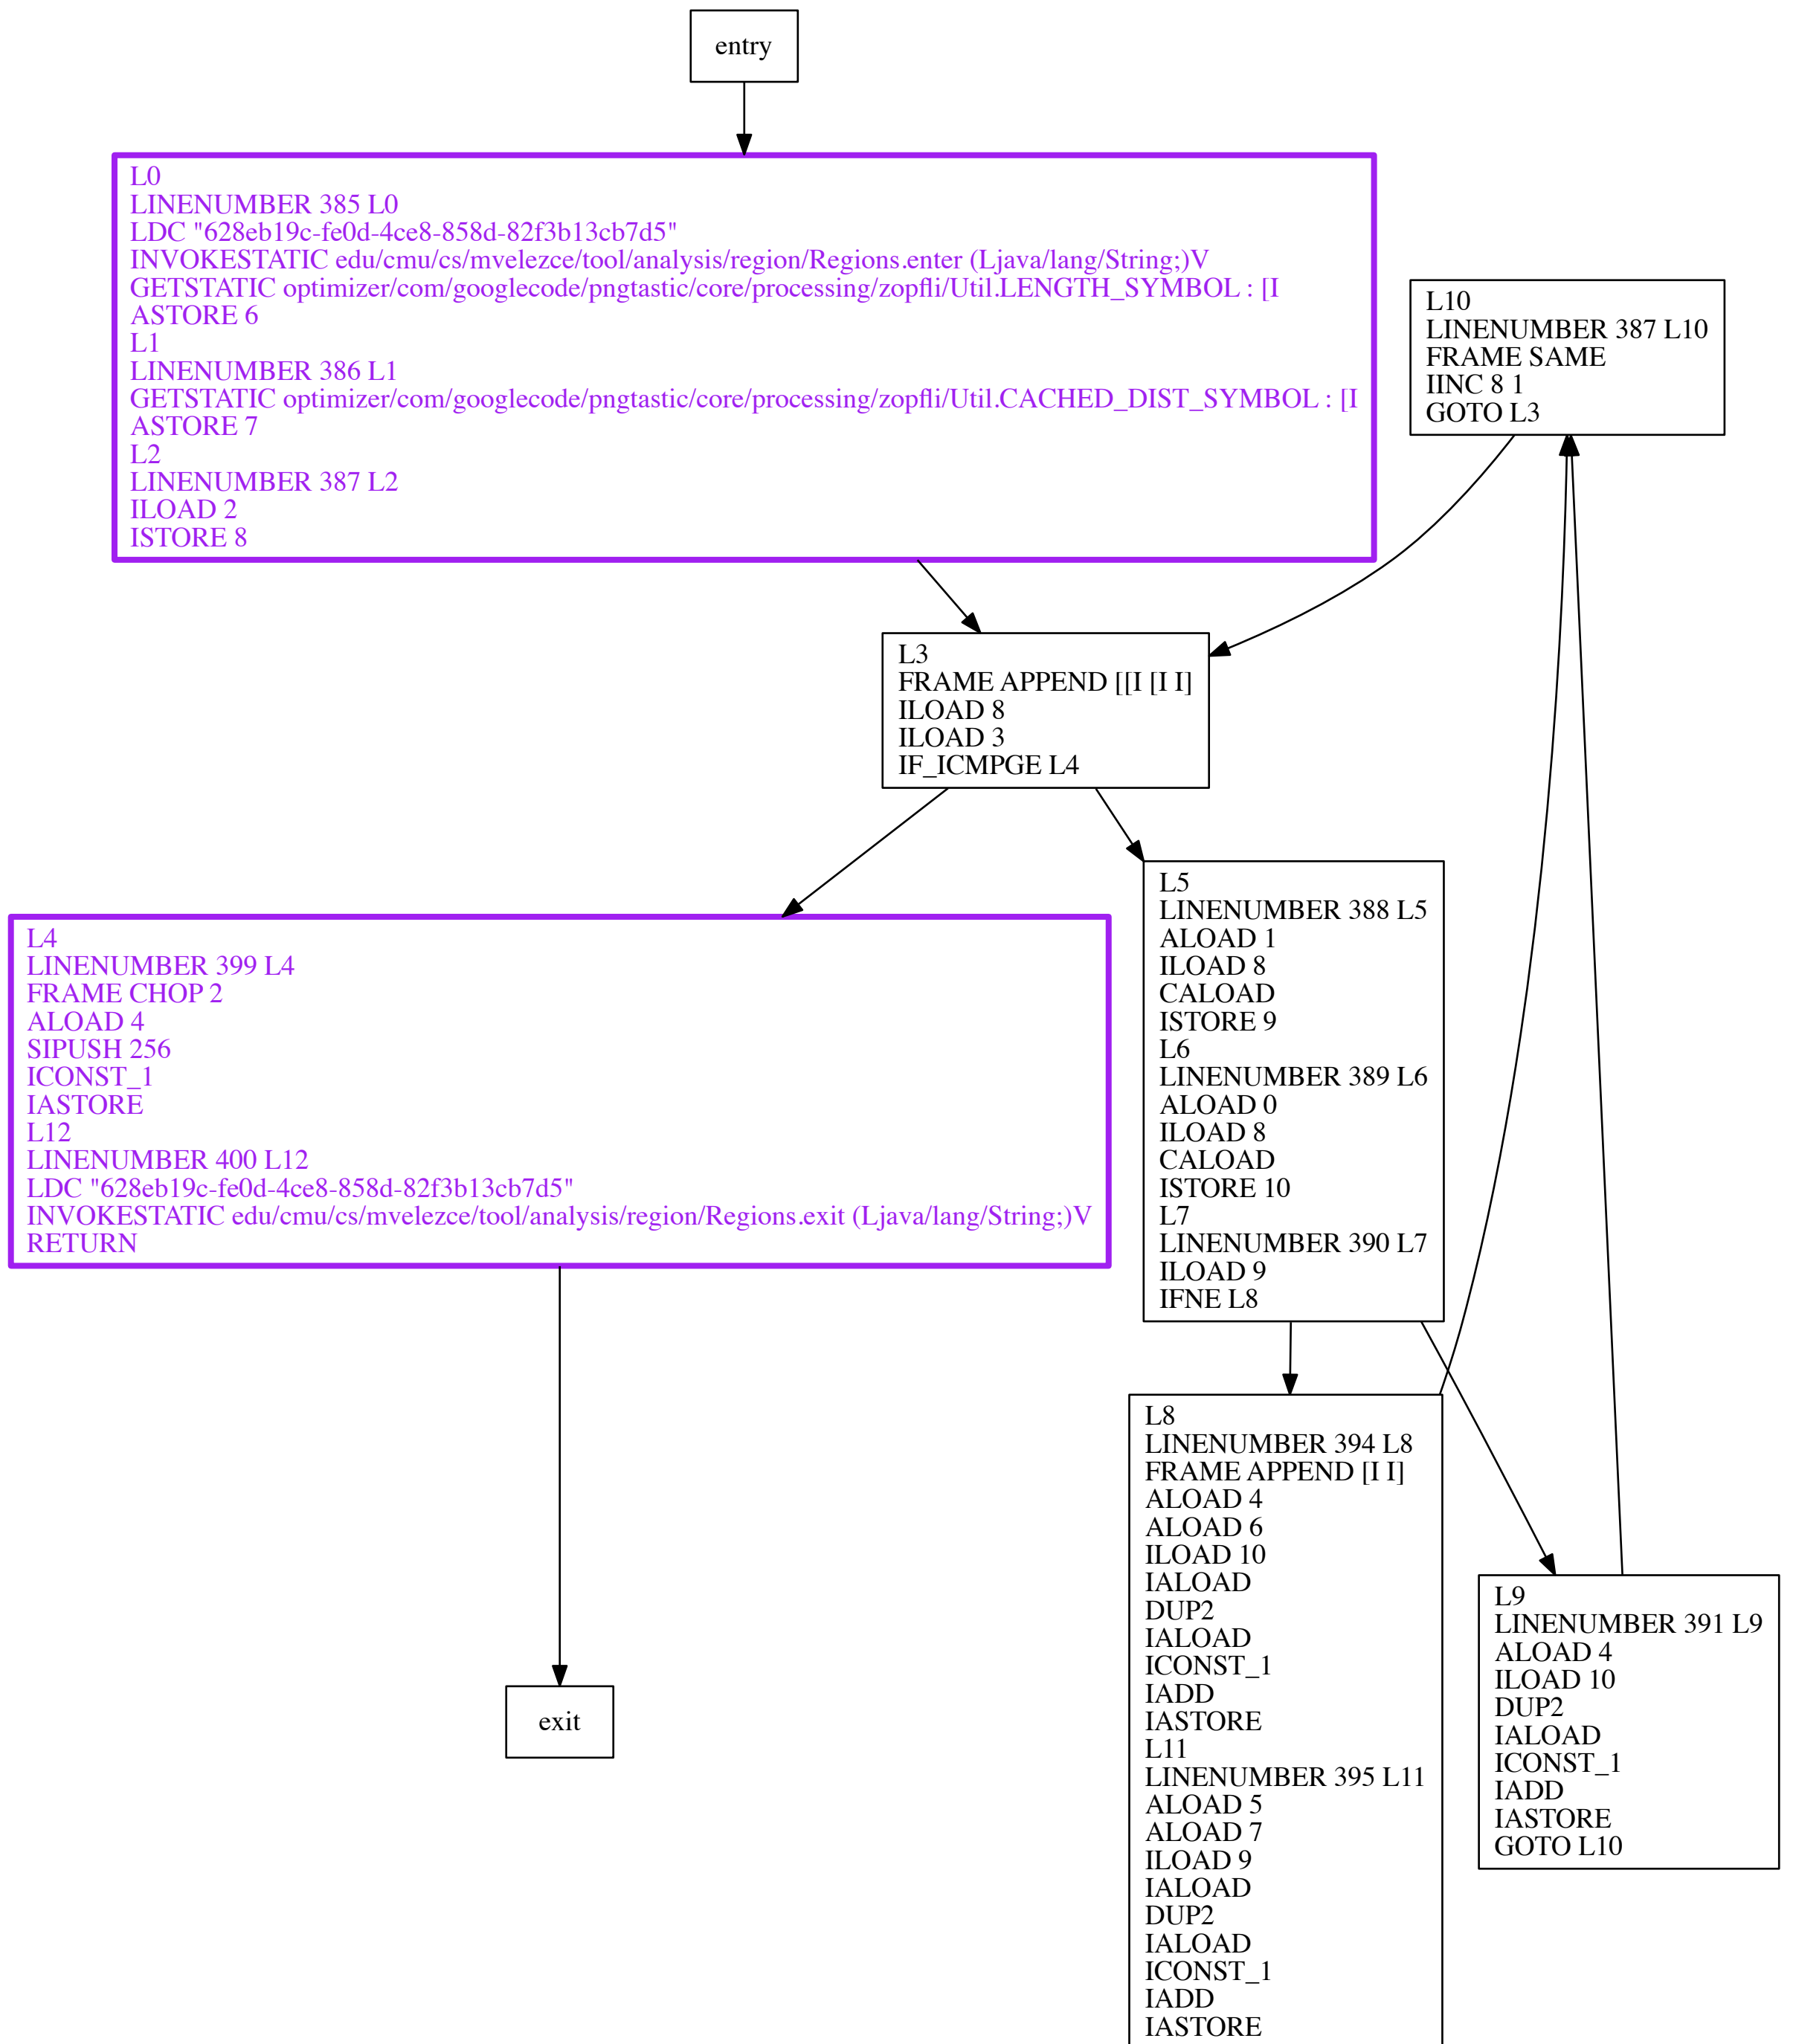 entry
L0
LINENUMBER 385 L0
LDC "628eb19c-fe0d-4ce8-858d-82f3b13cb7d5"
INVOKESTATIC edu/cmu/cs/mvelezce/tool/analysis/region/Regions.enter (Ljava/lang/String;)V
GETSTATIC optimizer/com/googlecode/pngtastic/core/processing/zopfli/Util.LENGTH_SYMBOL : [I
ASTORE 6
L1
LINENUMBER 386 L1
GETSTATIC optimizer/com/googlecode/pngtastic/core/processing/zopfli/Util.CACHED_DIST_SYMBOL : [I
ASTORE 7
L2
LINENUMBER 387 L2
ILOAD 2
ISTORE 8
L10
LINENUMBER 387 L10
FRAME SAME
IINC 8 1
GOTO L3
L3
FRAME APPEND [[I [I I]
ILOAD 8
ILOAD 3
IF_ICMPGE L4
L4
LINENUMBER 399 L4
FRAME CHOP 2
ALOAD 4
SIPUSH 256
ICONST_1
IASTORE
L12
LINENUMBER 400 L12
LDC "628eb19c-fe0d-4ce8-858d-82f3b13cb7d5"
INVOKESTATIC edu/cmu/cs/mvelezce/tool/analysis/region/Regions.exit (Ljava/lang/String;)V
RETURN
L5
LINENUMBER 388 L5
ALOAD 1
ILOAD 8
CALOAD
ISTORE 9
L6
LINENUMBER 389 L6
ALOAD 0
ILOAD 8
CALOAD
ISTORE 10
L7
LINENUMBER 390 L7
ILOAD 9
IFNE L8
L8
LINENUMBER 394 L8
FRAME APPEND [I I]
ALOAD 4
ALOAD 6
ILOAD 10
IALOAD
DUP2
IALOAD
ICONST_1
IADD
IASTORE
L11
LINENUMBER 395 L11
ALOAD 5
ALOAD 7
ILOAD 9
IALOAD
DUP2
IALOAD
ICONST_1
IADD
IASTORE
L9
LINENUMBER 391 L9
ALOAD 4
ILOAD 10
DUP2
IALOAD
ICONST_1
IADD
IASTORE
GOTO L10
exit